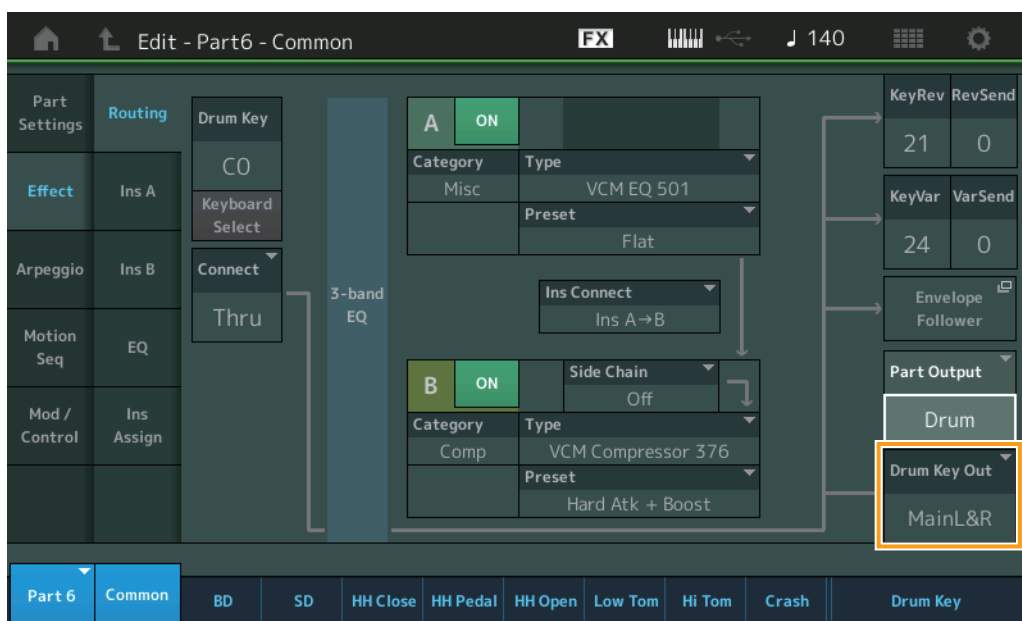 Edit - Part6 - Common
FX
♩ 140
Part Settings
Effect
Arpeggio
Motion Seq
Mod / Control
Routing
Ins A
Ins B
EQ
Ins Assign
Drum Key
C0
Keyboard Select
Connect
Thru
3-band EQ
A
ON
Category
Misc
Type
VCM EQ 501
Preset
Flat
Ins Connect
Ins A→B
B
ON
Side Chain
Off
Category
Comp
Type
VCM Compressor 376
Preset
Hard Atk + Boost
KeyRev RevSend
21 0
KeyVar VarSend
24 0
Envelope Follower
Part Output
Drum
Drum Key Out
MainL&R
Part 6 Common BD SD HH Close HH Pedal HH Open Low Tom Hi Tom Crash Drum Key